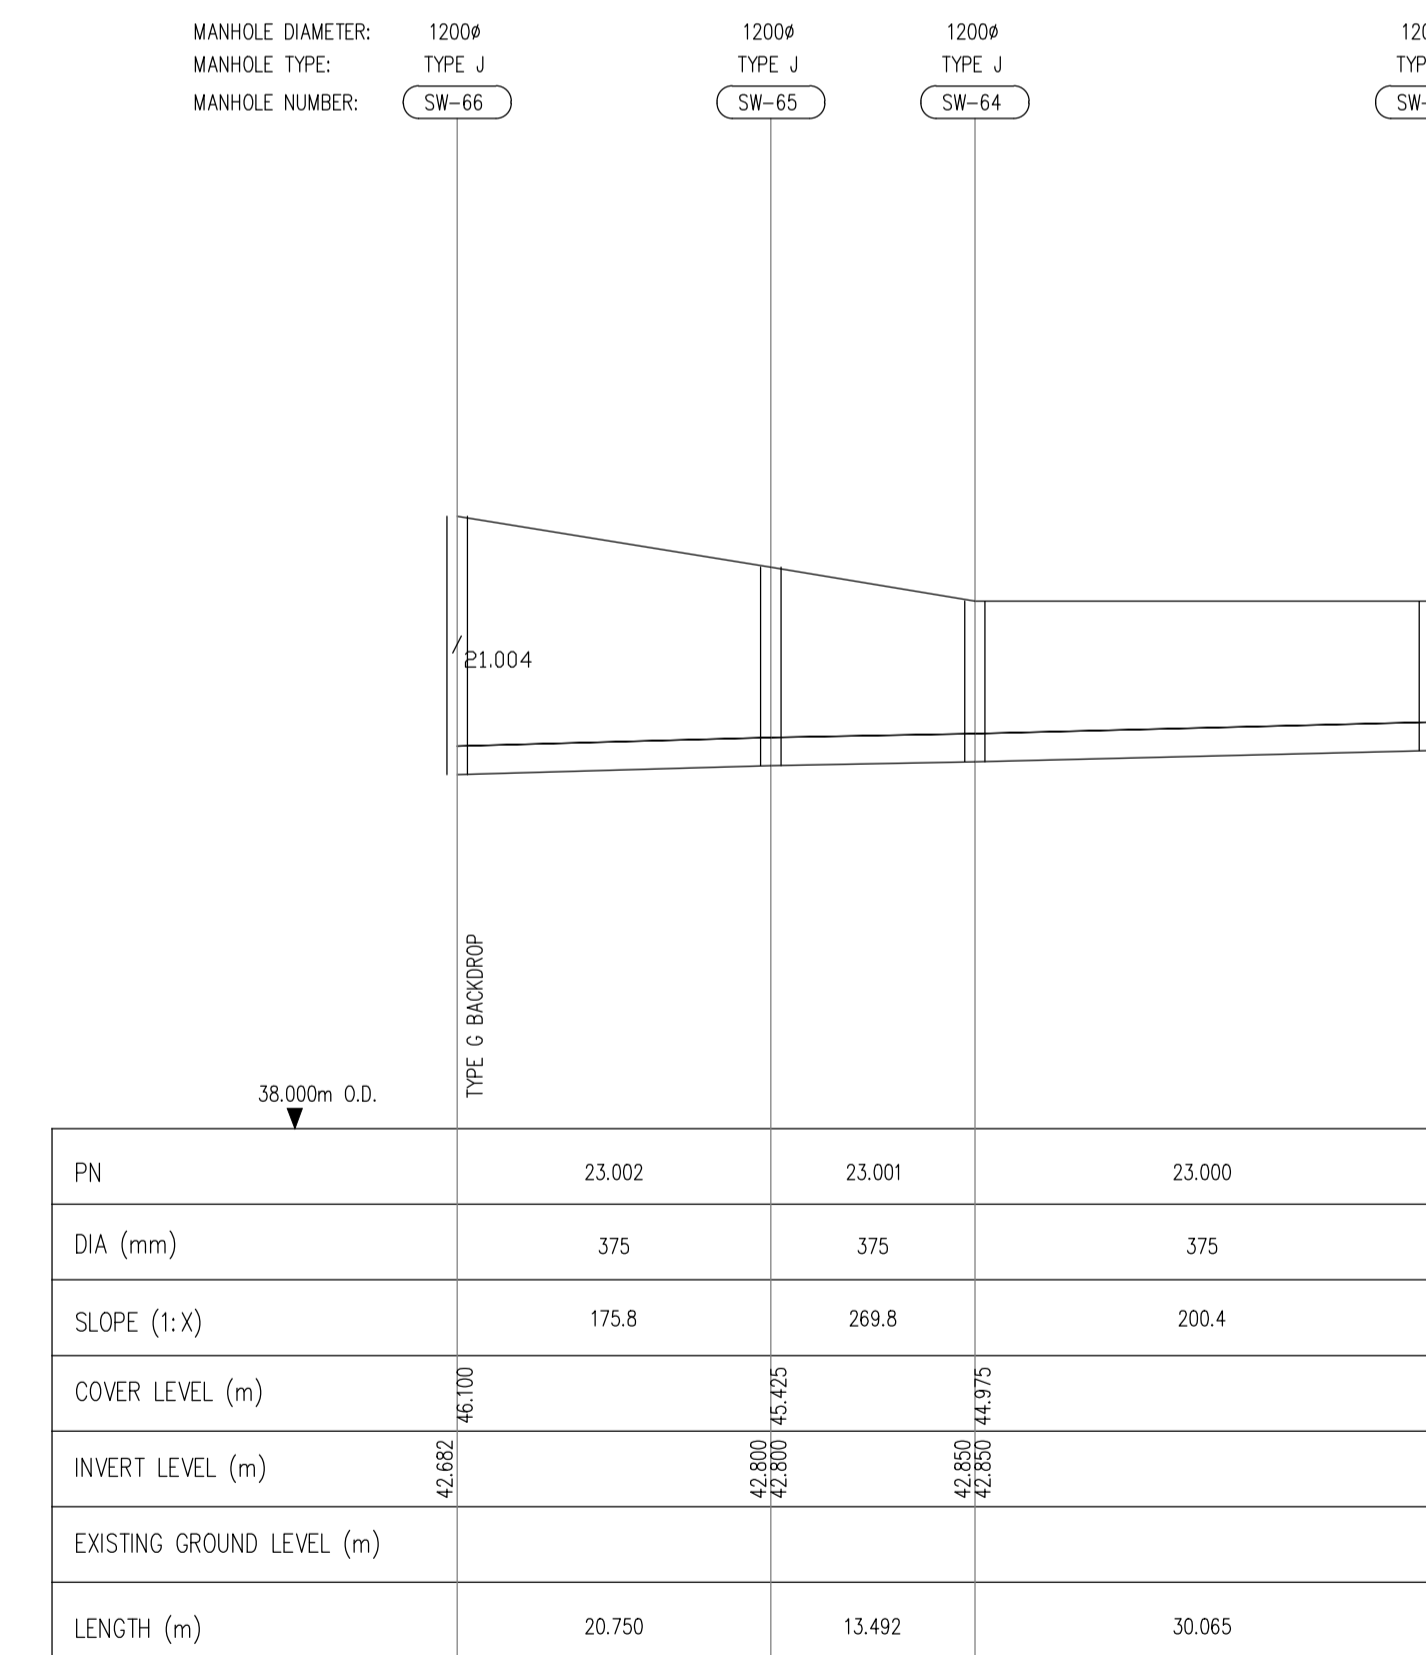 MANHOLE DIAMETER: 1200ø 1200ø 1200ø
MANHOLE TYPE: TYPE J TYPE J TYPE J
MANHOLE NUMBER: SW-66 SW-65 SW-64
21.004
TYPE G BACKDROP
38.000m O.D.
PN 23.002 23.001 23.000
DIA (mm) 375 375 375
SLOPE (1:X) 175.8 269.8 200.4
COVER LEVEL (m) 46.100 45.425 44.975
INVERT LEVEL (m) 42.682 42.800 42.800 42.850 42.850
EXISTING GROUND LEVEL (m)
LENGTH (m) 20.750 13.492 30.065